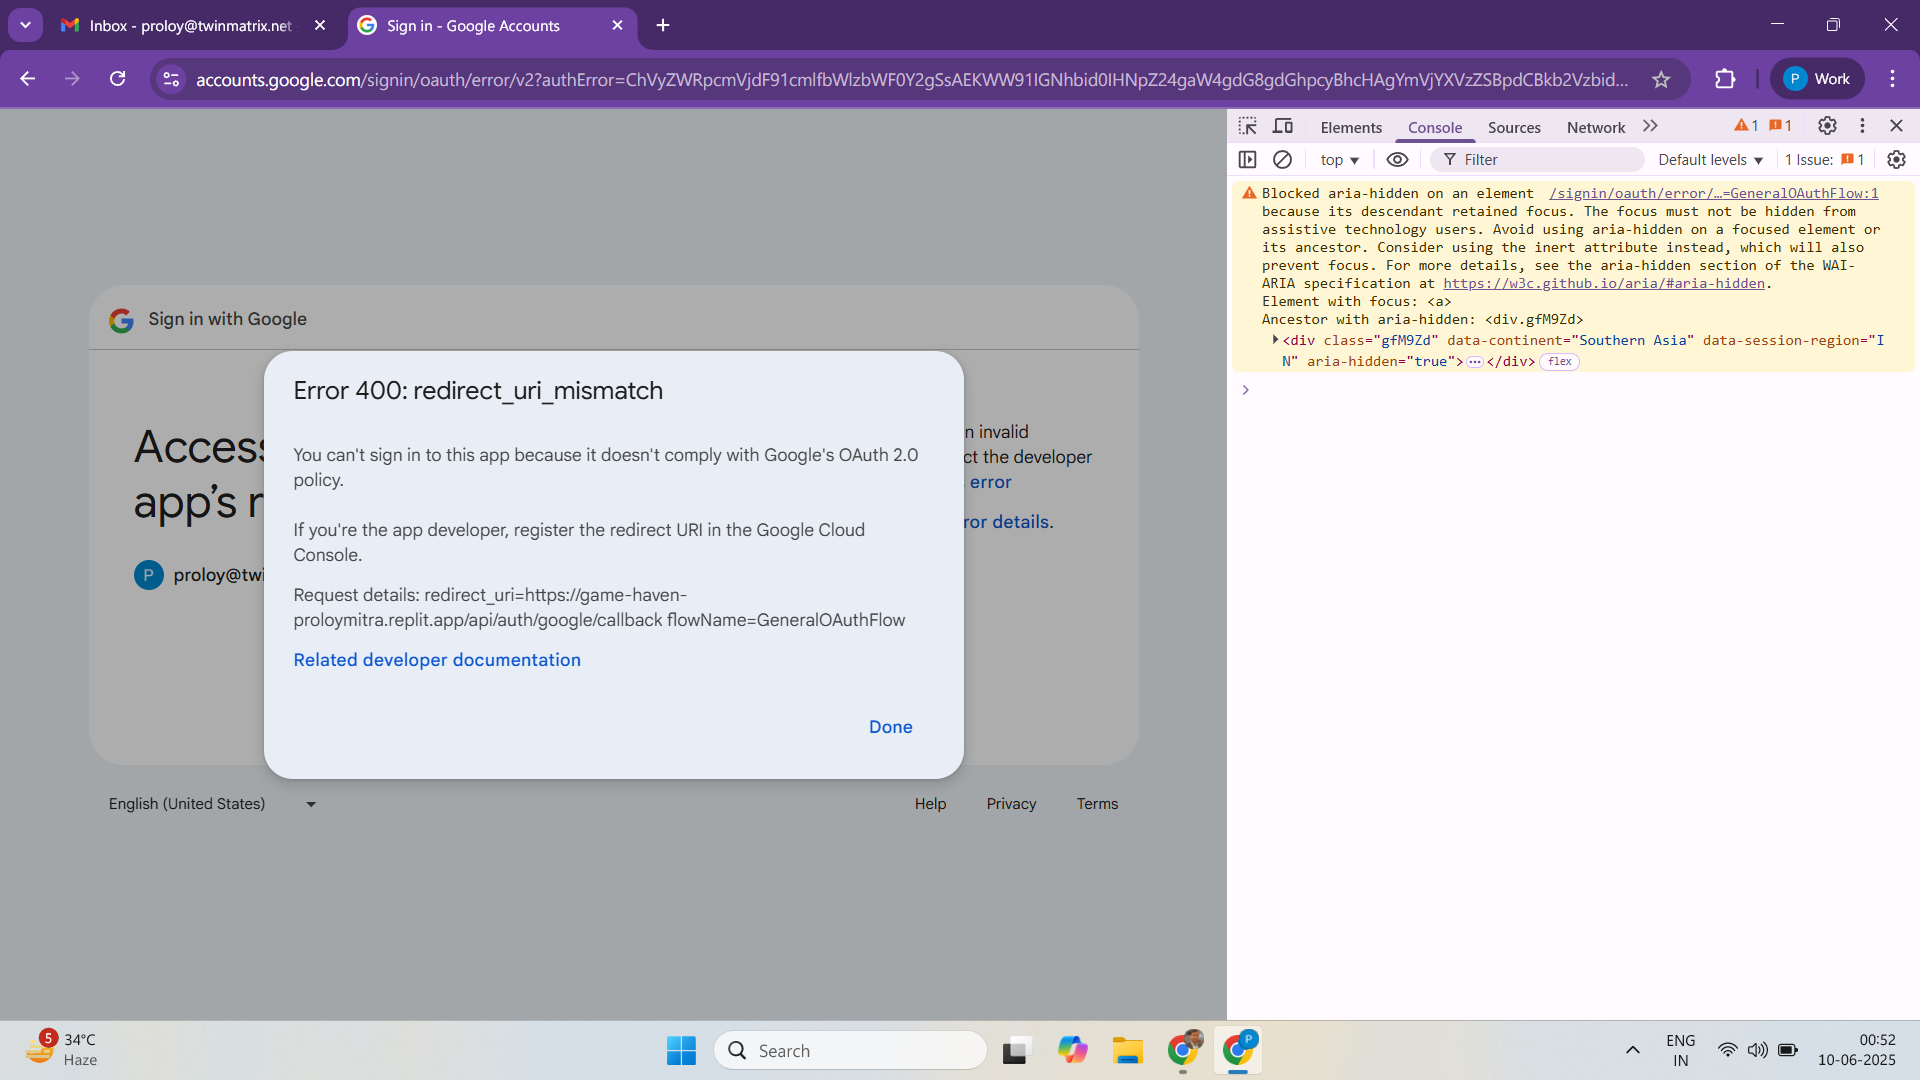 Inbox - proloy@twinmatrix.net
Sign in - Google Accounts
accounts.google.com/signin/oauth/error/v2?authError=ChVyZWRpcmVjdF91cmlfbWlzbWF0Y2gSsAEKWW91IGNhbid0IHNpZ24gaW4gdG8gdGhpcyBhcHAgYmVjYXVzZSBpdCBkb2Vzbid...
P Work
Elements Console Sources Network 1 1
top Filter Default levels 1 Issue: 1
Blocked aria-hidden on an element /signin/oauth/error/…=GeneralOAuthFlow:1
because its descendant retained focus. The focus must not be hidden from
assistive technology users. Avoid using aria-hidden on a focused element or
its ancestor. Consider using the inert attribute instead, which will also
prevent focus. For more details, see the aria-hidden section of the WAI-
ARIA specification at https://w3c.github.io/aria/#aria-hidden.
Element with focus: <a>
Ancestor with aria-hidden: <div.gfM9Zd>
<div class="gfM9Zd" data-continent="Southern Asia" data-session-region="I
N" aria-hidden="true">…</div> flex
Sign in with Google
Access
app's r
P proloy@twi
n invalid
ct the developer
error
ror details.
Error 400: redirect_uri_mismatch
You can't sign in to this app because it doesn't comply with Google's OAuth 2.0
policy.
If you're the app developer, register the redirect URI in the Google Cloud
Console.
Request details: redirect_uri=https://game-haven-
proloymitra.replit.app/api/auth/google/callback flowName=GeneralOAuthFlow
Related developer documentation
Done
English (United States)
Help Privacy Terms
5
34°C
Haze
Search
P
ENG
IN
00:52
10-06-2025